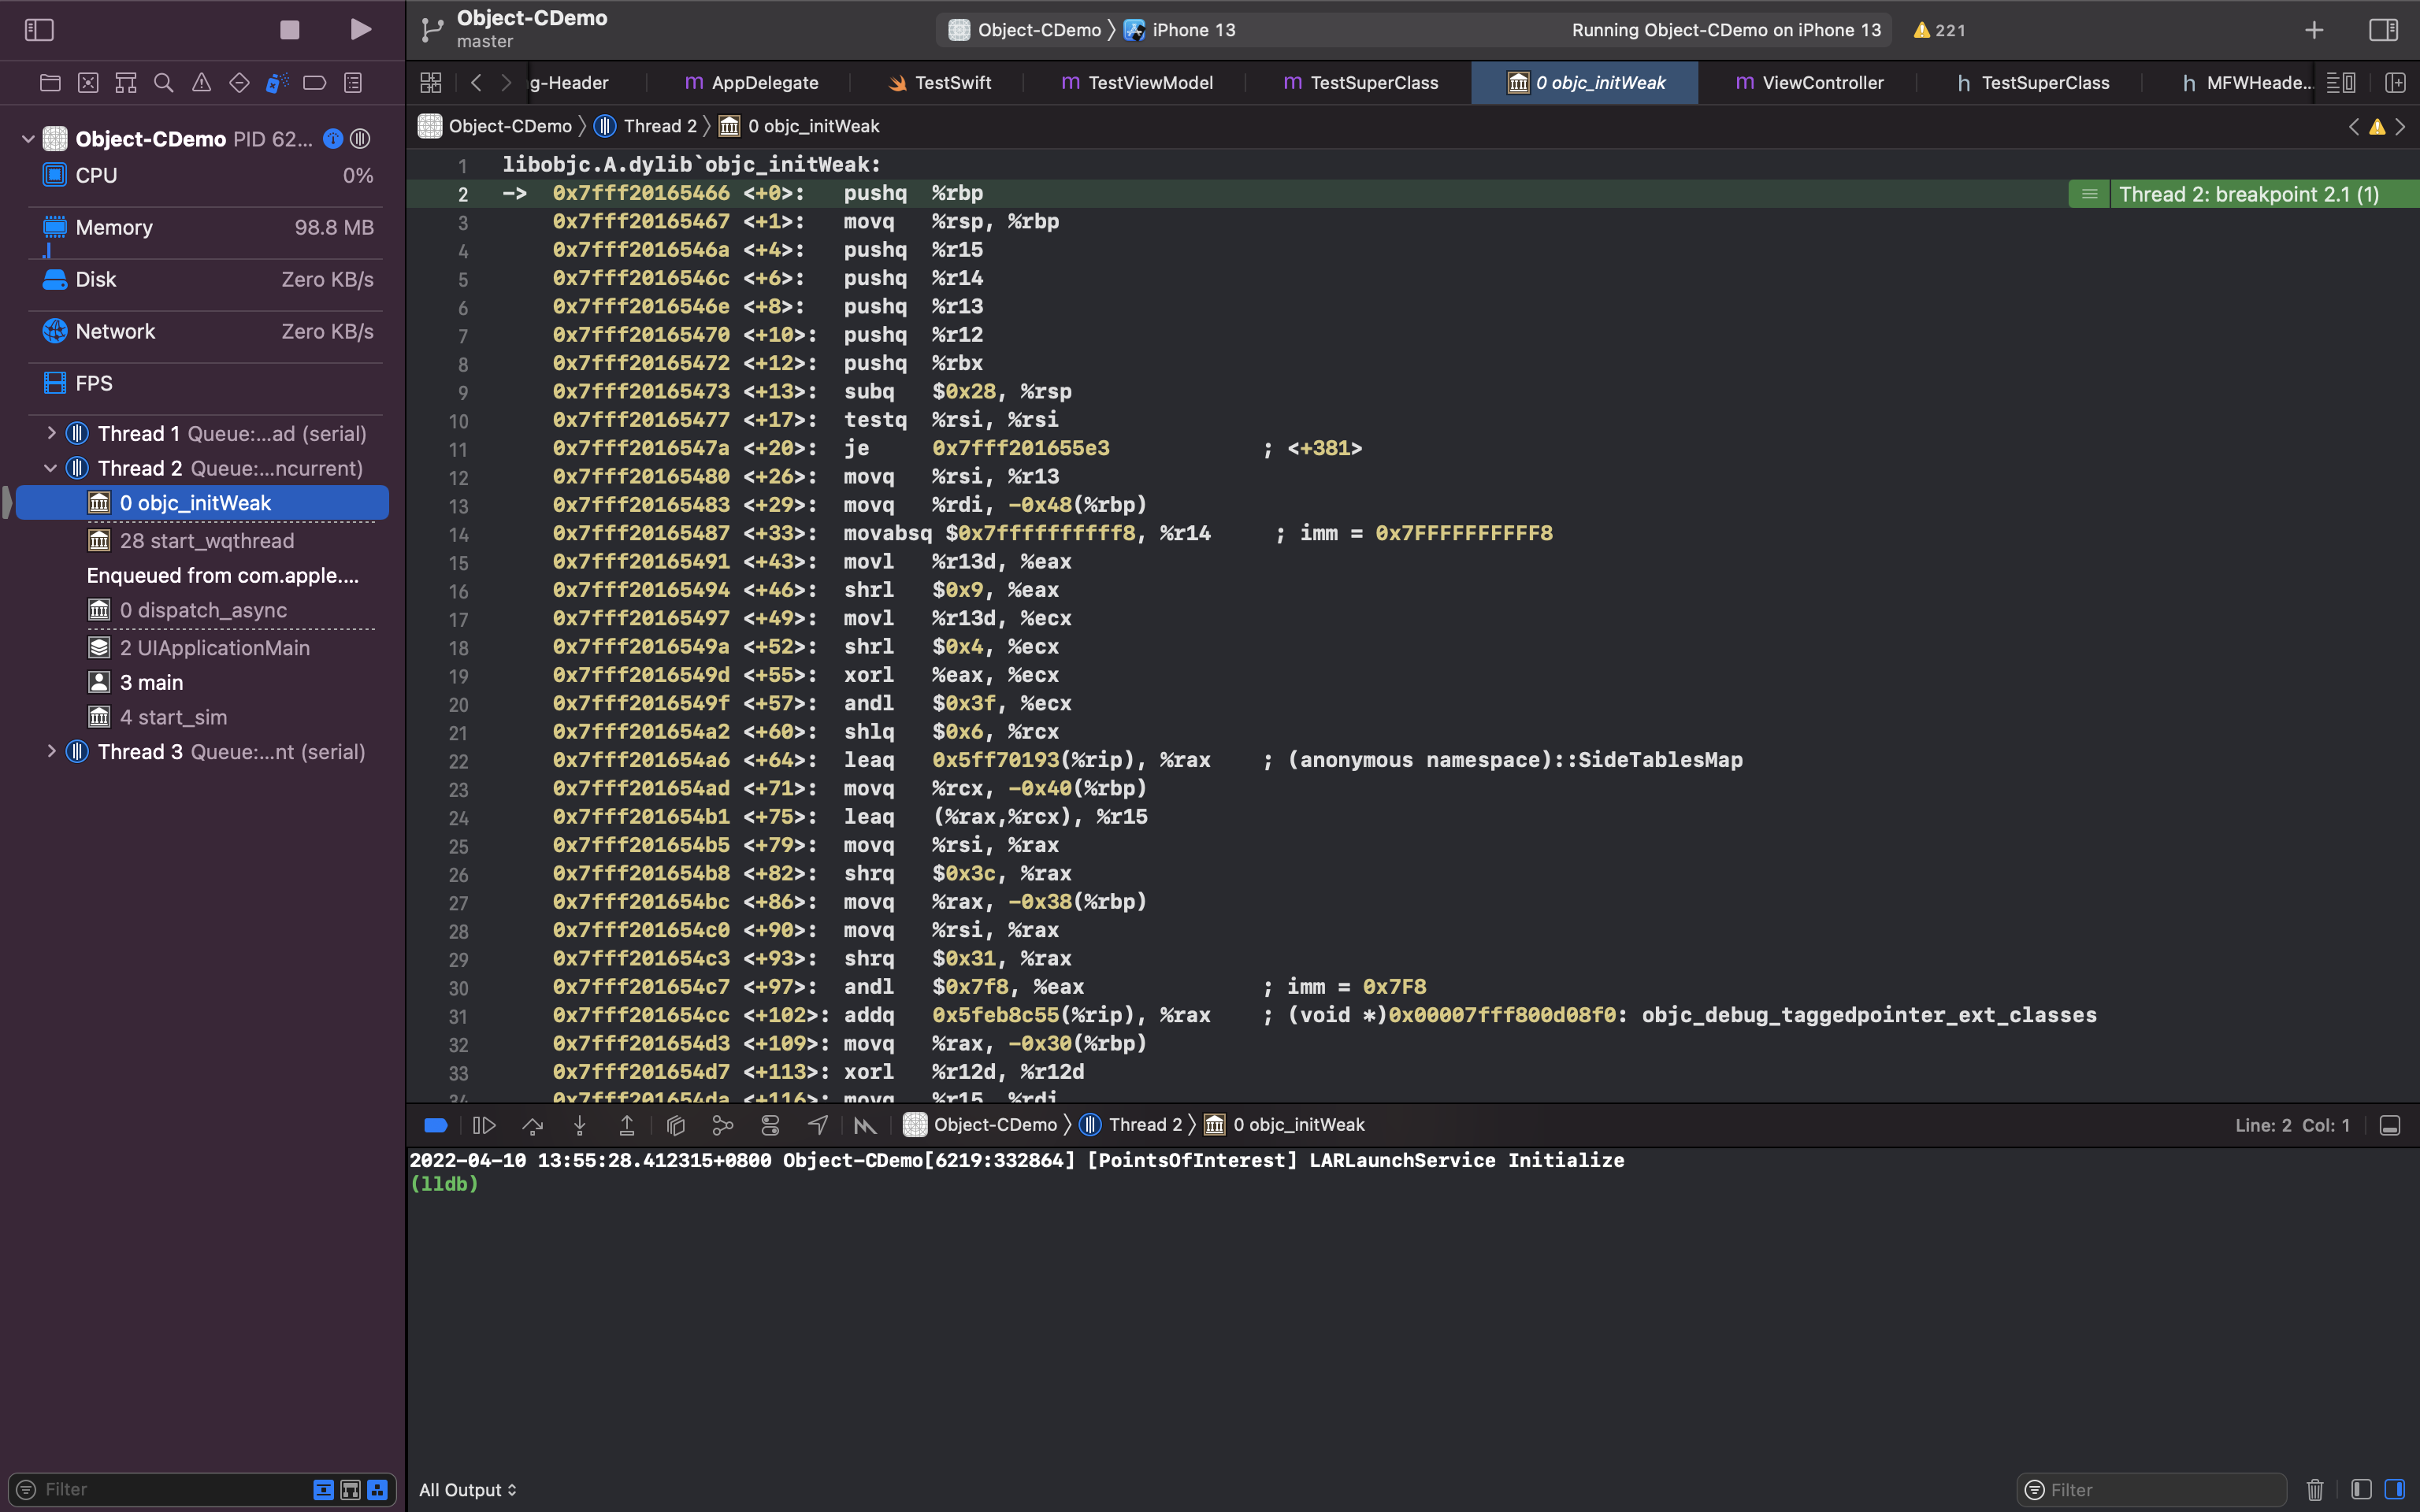 Object-CDemo
master
Object-CDemo 〉 iPhone 13
Running Object-CDemo on iPhone 13
221
g-Header
m AppDelegate
TestSwift
m TestViewModel
m TestSuperClass
0 objc_initWeak
m ViewController
h TestSuperClass
h MFWHeade...
Object-CDemo 〉 Thread 2 〉 0 objc_initWeak
Object-CDemo PID 62...
CPU 0%
Memory 98.8 MB
Disk Zero KB/s
Network Zero KB/s
FPS
Thread 1 Queue:...ad (serial)
Thread 2 Queue:...ncurrent)
0 objc_initWeak
28 start_wqthread
Enqueued from com.apple....
0 dispatch_async
2 UIApplicationMain
3 main
4 start_sim
Thread 3 Queue:...nt (serial)
Filter
1 libobjc.A.dylib`objc_initWeak:
2 -> 0x7fff20165466 <+0>: pushq %rbp
Thread 2: breakpoint 2.1 (1)
3 0x7fff20165467 <+1>: movq %rsp, %rbp
4 0x7fff2016546a <+4>: pushq %r15
5 0x7fff2016546c <+6>: pushq %r14
6 0x7fff2016546e <+8>: pushq %r13
7 0x7fff20165470 <+10>: pushq %r12
8 0x7fff20165472 <+12>: pushq %rbx
9 0x7fff20165473 <+13>: subq $0x28, %rsp
10 0x7fff20165477 <+17>: testq %rsi, %rsi
11 0x7fff2016547a <+20>: je 0x7fff201655e3 ; <+381>
12 0x7fff20165480 <+26>: movq %rsi, %r13
13 0x7fff20165483 <+29>: movq %rdi, -0x48(%rbp)
14 0x7fff20165487 <+33>: movabsq $0x7ffffffffff8, %r14 ; imm = 0x7FFFFFFFFFF8
15 0x7fff20165491 <+43>: movl %r13d, %eax
16 0x7fff20165494 <+46>: shrl $0x9, %eax
17 0x7fff20165497 <+49>: movl %r13d, %ecx
18 0x7fff2016549a <+52>: shrl $0x4, %ecx
19 0x7fff2016549d <+55>: xorl %eax, %ecx
20 0x7fff2016549f <+57>: andl $0x3f, %ecx
21 0x7fff201654a2 <+60>: shlq $0x6, %rcx
22 0x7fff201654a6 <+64>: leaq 0x5ff70193(%rip), %rax ; (anonymous namespace)::SideTablesMap
23 0x7fff201654ad <+71>: movq %rcx, -0x40(%rbp)
24 0x7fff201654b1 <+75>: leaq (%rax,%rcx), %r15
25 0x7fff201654b5 <+79>: movq %rsi, %rax
26 0x7fff201654b8 <+82>: shrq $0x3c, %rax
27 0x7fff201654bc <+86>: movq %rax, -0x38(%rbp)
28 0x7fff201654c0 <+90>: movq %rsi, %rax
29 0x7fff201654c3 <+93>: shrq $0x31, %rax
30 0x7fff201654c7 <+97>: andl $0x7f8, %eax ; imm = 0x7F8
31 0x7fff201654cc <+102>: addq 0x5feb8c55(%rip), %rax ; (void *)0x00007fff800d08f0: objc_debug_taggedpointer_ext_classes
32 0x7fff201654d3 <+109>: movq %rax, -0x30(%rbp)
33 0x7fff201654d7 <+113>: xorl %r12d, %r12d
34 0x7fff201654da <+116>: movq %r15, %rdi
Object-CDemo 〉 Thread 2 〉 0 objc_initWeak
Line: 2 Col: 1
2022-04-10 13:55:28.412315+0800 Object-CDemo[6219:332864] [PointsOfInterest] LARLaunchService Initialize
(lldb)
All Output
Filter